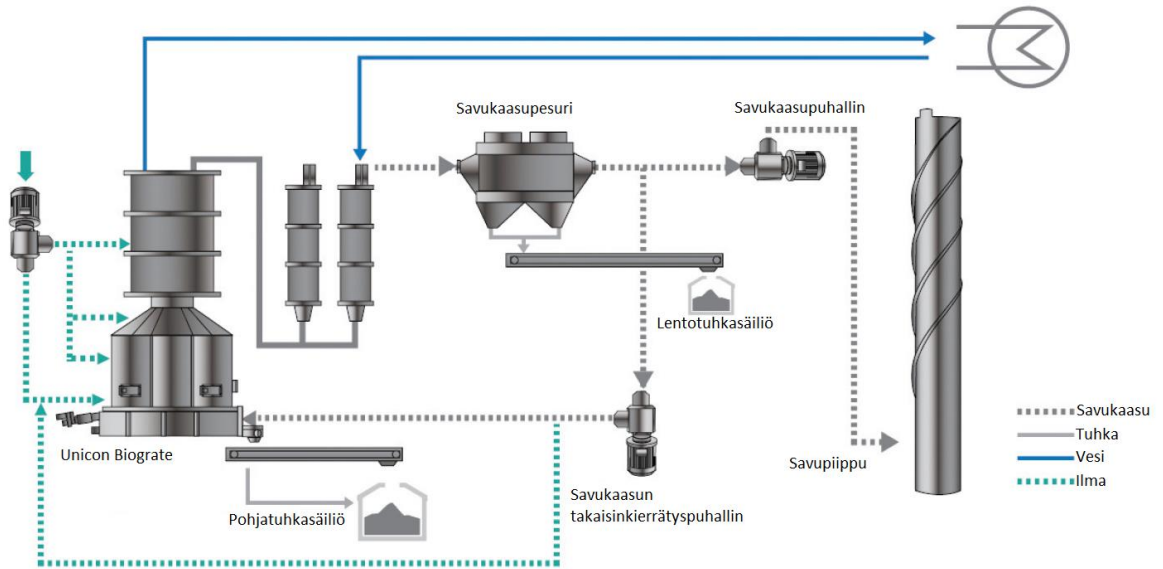 Savukaasupesuri
Savukaasupuhallin
Lentotuhkasäiliö
Unicon Biograte
Savupiippu
Savukaasu
Tuhka
Vesi
Ilma
Pohjatuhkasäiliö
Savukaasun
takaisinkierrätyspuhallin